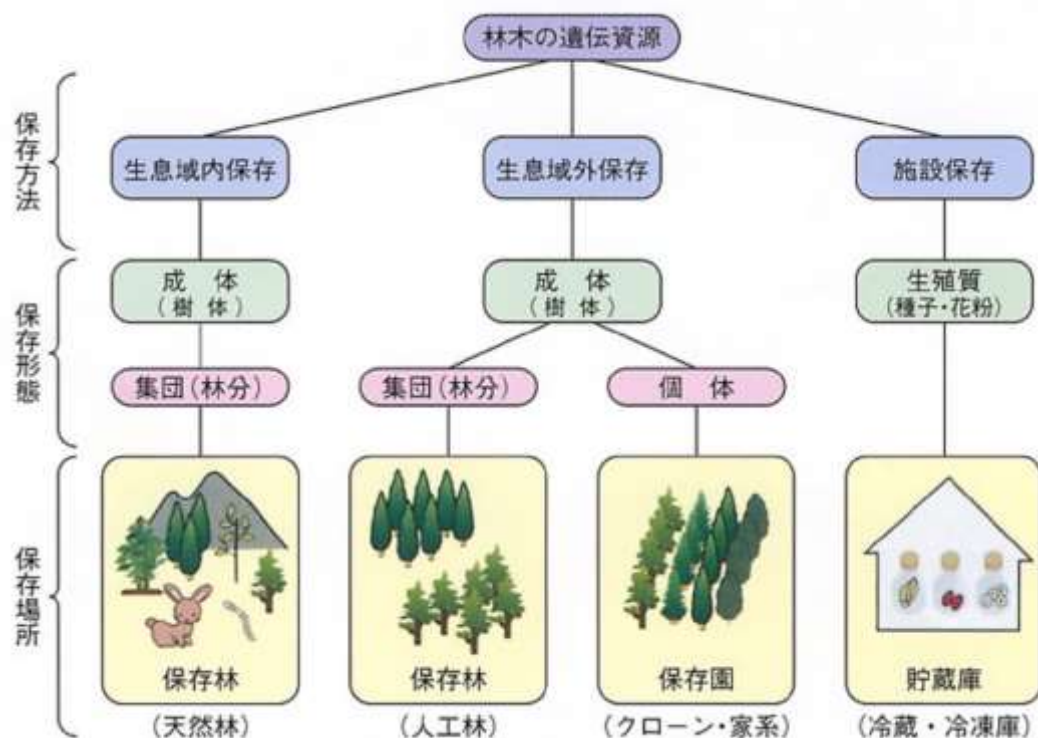 林木の遺伝資源
保存方法
生息域内保存
生息域外保存
施設保存
保存形態
成 体
(樹 体)
成 体
(樹 体)
生殖質
(種子・花粉)
集団(林分)
集団(林分)
個 体
保存場所
保存林
保存林
保存園
貯蔵庫
(天然林)
(人工林)
(クローン・家系)
(冷蔵・冷凍庫)